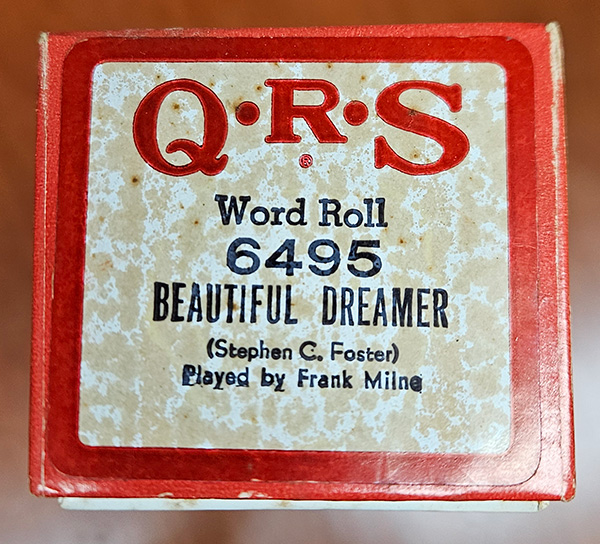 Q·R·S
Word Roll
6495
BEAUTIFUL DREAMER
(Stephen C. Foster)
Played by Frank Milne